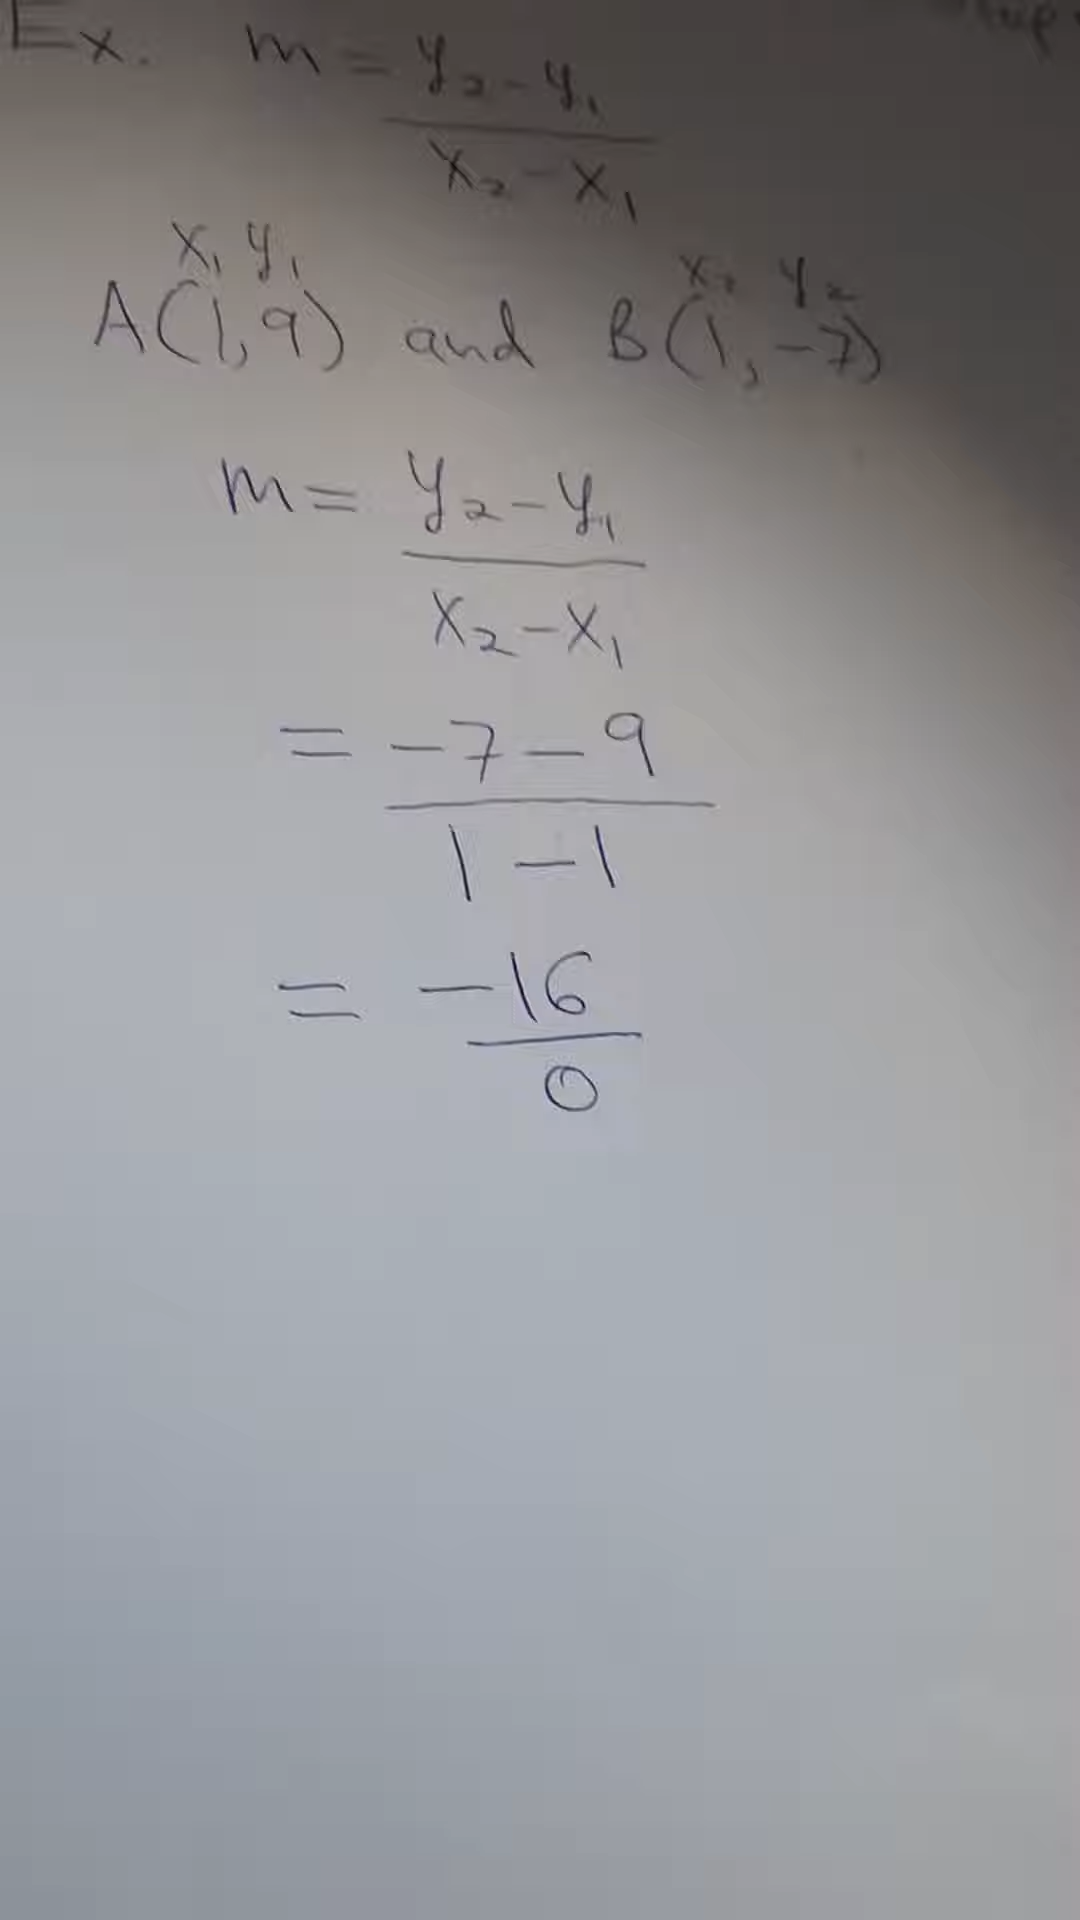 Ex. m = y₂ - y₁
x₂ - x₁
x₁ y₁ x₂ y₂
A(1, 9) and B(1, -7)
m = y₂ - y₁
x₂ - x₁
= -7 - 9
1 - 1
= -16
0